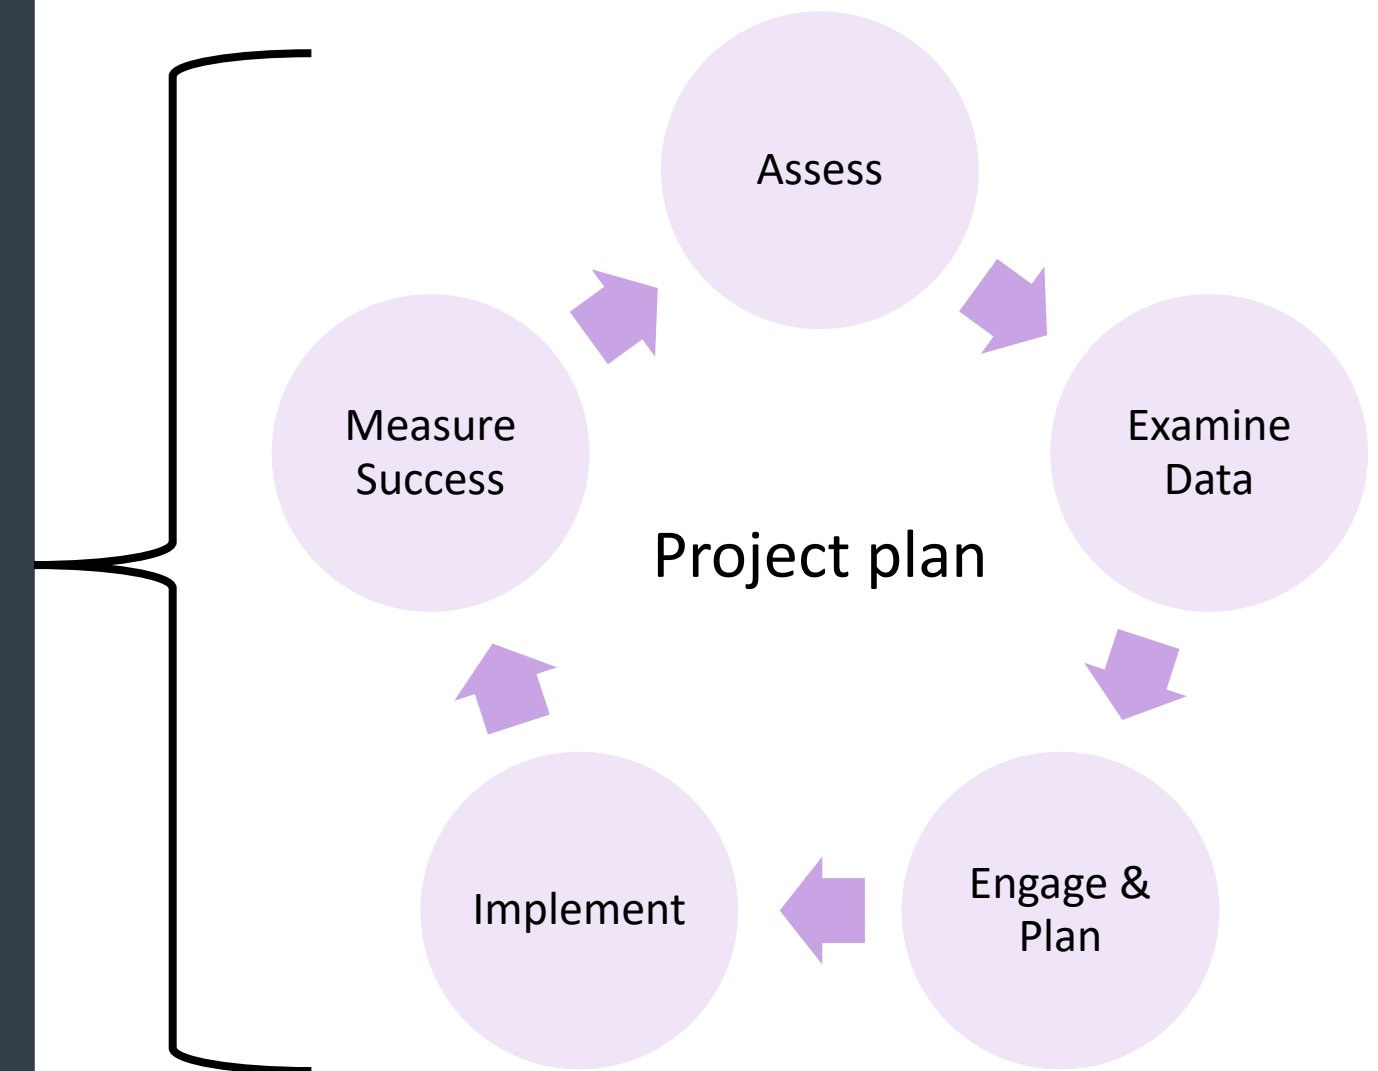 Assess
Examine
Data
Engage &
Plan
Implement
Measure
Success
Project plan